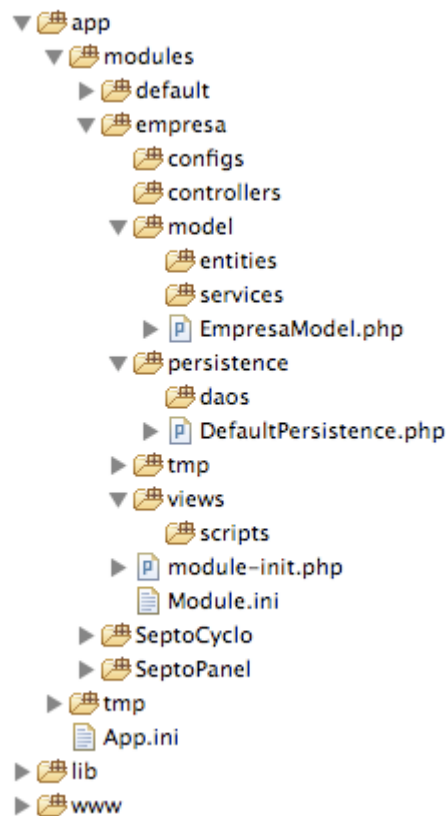 app
modules
default
empresa
configs
controllers
model
entities
services
EmpresaModel.php
persistence
daos
DefaultPersistence.php
tmp
views
scripts
module-init.php
Module.ini
SeptoCyclo
SeptoPanel
tmp
App.ini
lib
www